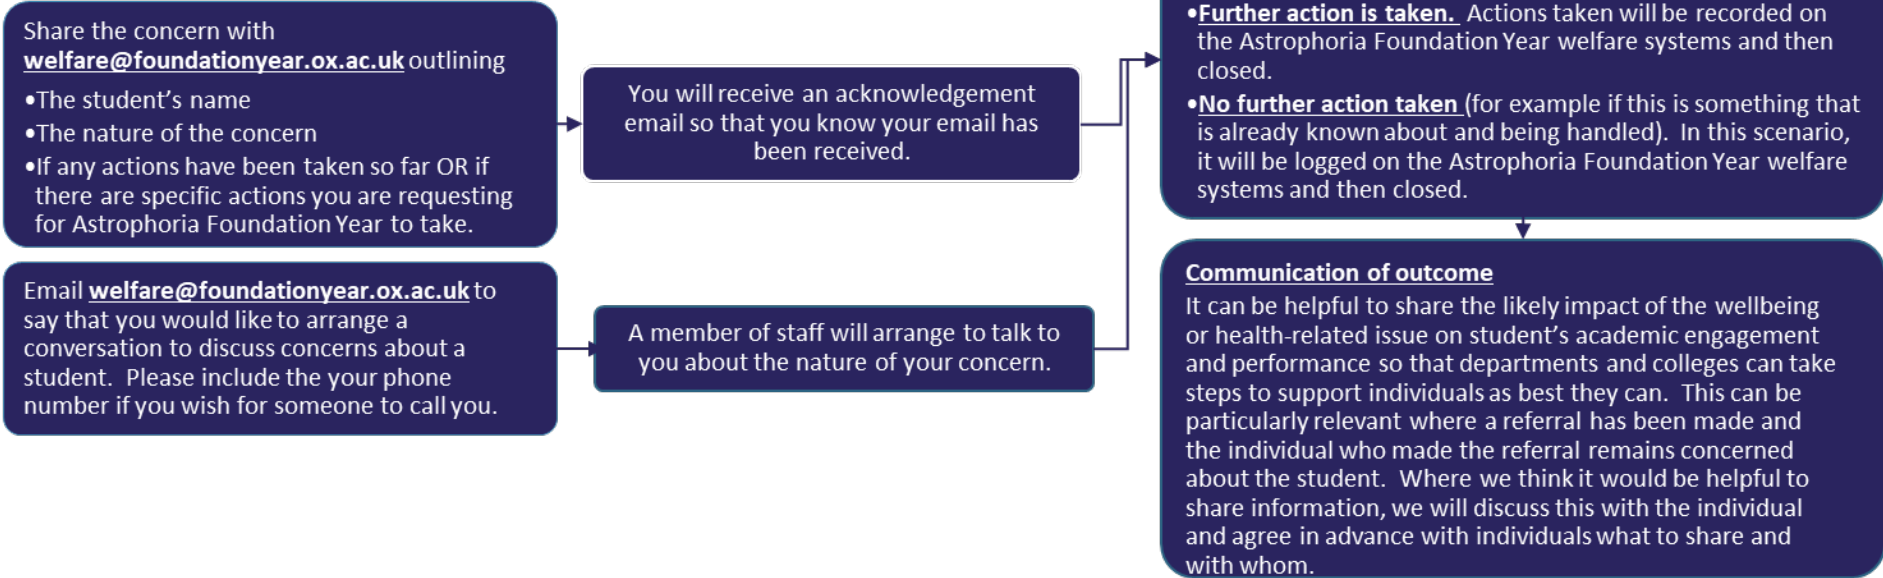 Share the concern with
welfare@foundationyear.ox.ac.uk outlining
•The student's name
•The nature of the concern
•If any actions have been taken so far OR if
there are specific actions you are requesting
for Astrophoria Foundation Year to take.
Email welfare@foundationyear.ox.ac.uk to
say that you would like to arrange a
conversation to discuss concerns about a
student. Please include the your phone
number if you wish for someone to call you.
You will receive an acknowledgement
email so that you know your email has
been received.
A member of staff will arrange to talk to
you about the nature of your concern.
•Further action is taken. Actions taken will be recorded on
the Astrophoria Foundation Year welfare systems and then
closed.
•No further action taken (for example if this is something that
is already known about and being handled). In this scenario,
it will be logged on the Astrophoria Foundation Year welfare
systems and then closed.
Communication of outcome
It can be helpful to share the likely impact of the wellbeing
or health-related issue on student's academic engagement
and performance so that departments and colleges can take
steps to support individuals as best they can. This can be
particularly relevant where a referral has been made and
the individual who made the referral remains concerned
about the student. Where we think it would be helpful to
share information, we will discuss this with the individual
and agree in advance with individuals what to share and
with whom.